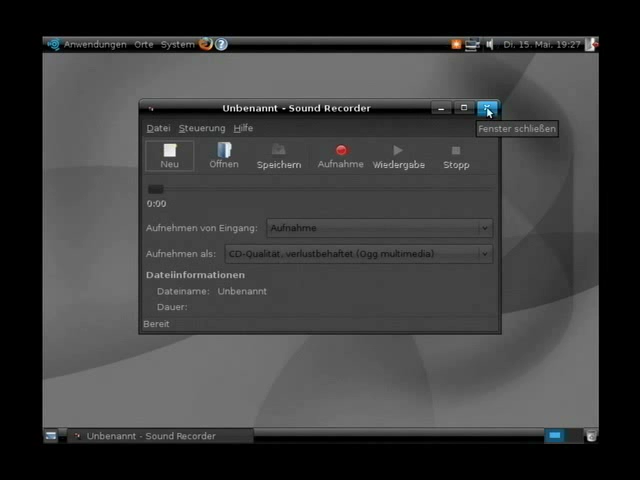 Anwendungen Orte System Di, 15. Mai, 19:27
Unbenannt - Sound Recorder
Fenster schließen
Datei Steuerung Hilfe
Neu Öffnen Speichern Aufnahme Wiedergabe Stopp
0:00
Aufnehmen von Eingang: Aufnahme
Aufnehmen als: CD-Qualität, verlustbehaftet (Ogg multimedia)
Dateiinformationen
Dateiname: Unbenannt
Dauer:
Bereit
Unbenannt - Sound Recorder